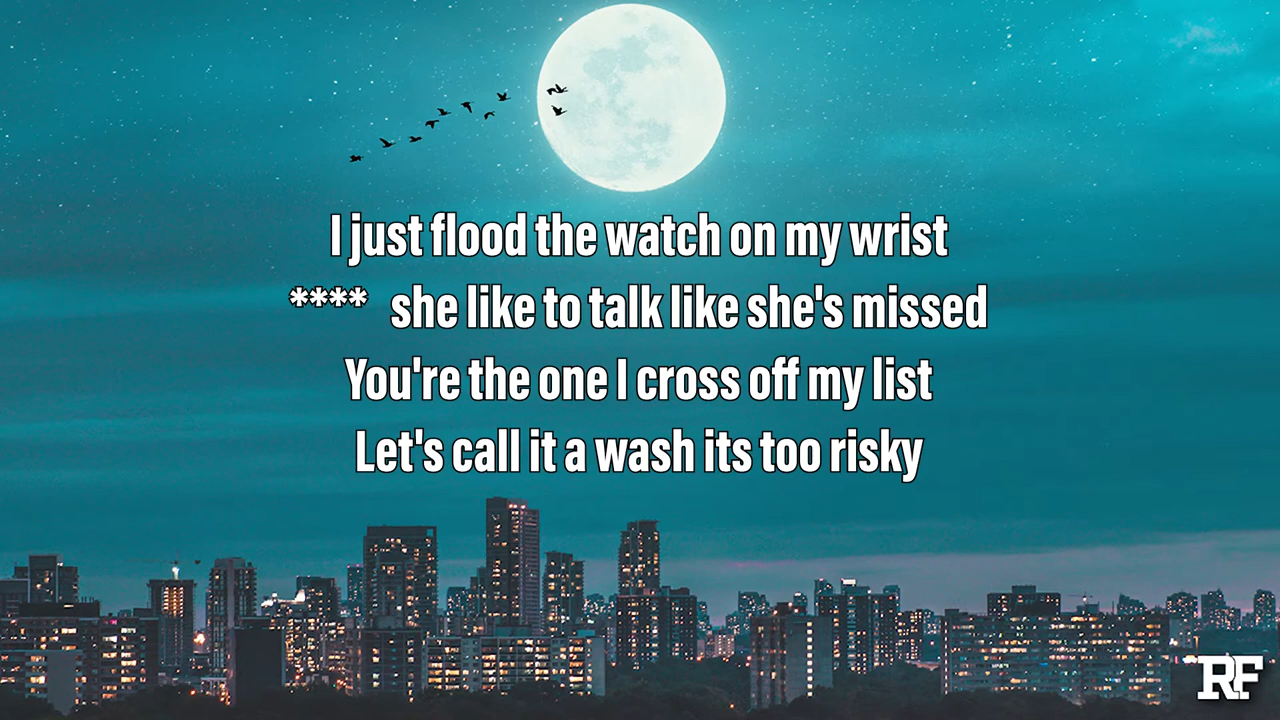 I just flood the watch on my wrist
**** she like to talk like she's missed
You're the one I cross off my list
Let's call it a wash its too risky
RF